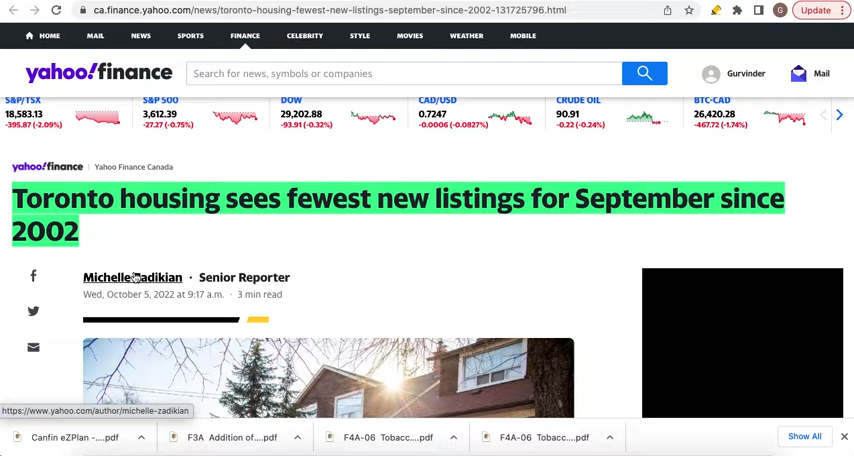 ca.finance.yahoo.com/news/toronto-housing-fewest-new-listings-september-since-2002-131725796.html
Update
HOME MAIL NEWS SPORTS FINANCE CELEBRITY STYLE MOVIES WEATHER MOBILE
yahoo!finance
Search for news, symbols or companies
Gurvinder
Mail
S&P/TSX S&P 500 DOW CAD/USD CRUDE OIL BTC-CAD
18,583.13 3,612.39 29,202.88 0.7247 90.91 26,420.28
-395.87 (-2.09%) -27.27 (-0.75%) -93.91 (-0.32%) -0.0006 (-0.0827%) -0.22 (-0.24%) -467.72 (-1.74%)
yahoo!finance | Yahoo Finance Canada
Toronto housing sees fewest new listings for September since
2002
Michelle Zadikian · Senior Reporter
Wed, October 5, 2022 at 9:17 a.m. · 3 min read
https://www.yahoo.com/author/michelle-zadikian
Canfin eZPlan -....pdf F3A Addition of....pdf F4A-06 Tobacc....pdf F4A-06 Tobacc....pdf Show All